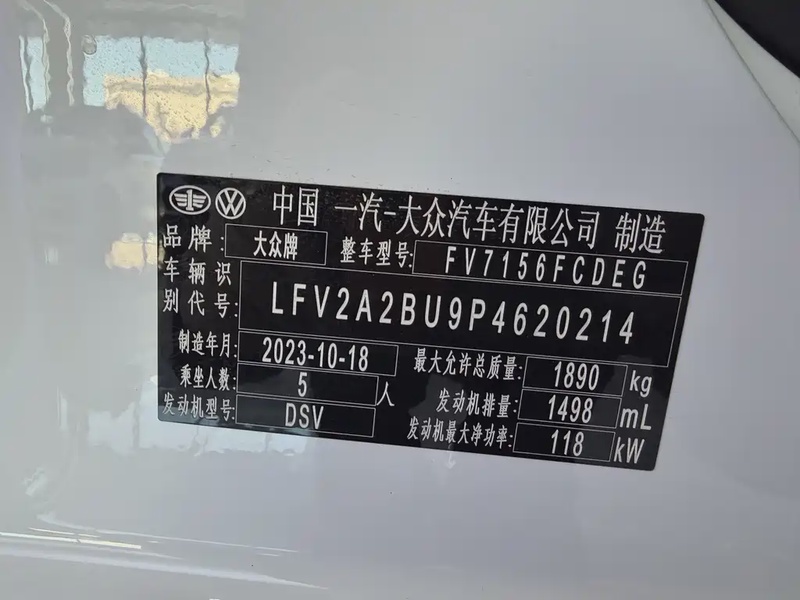 中国 一汽-大众汽车有限公司 制造
品牌: 大众牌 整车型号: FV7156FCDEG
车辆识别代号: LFV2A2BU9P4620214
制造年月: 2023-10-18 最大允许总质量: 1890 kg
乘坐人数: 5 人 发动机排量: 1498 mL
发动机型号: DSV 发动机最大净功率: 118 kW